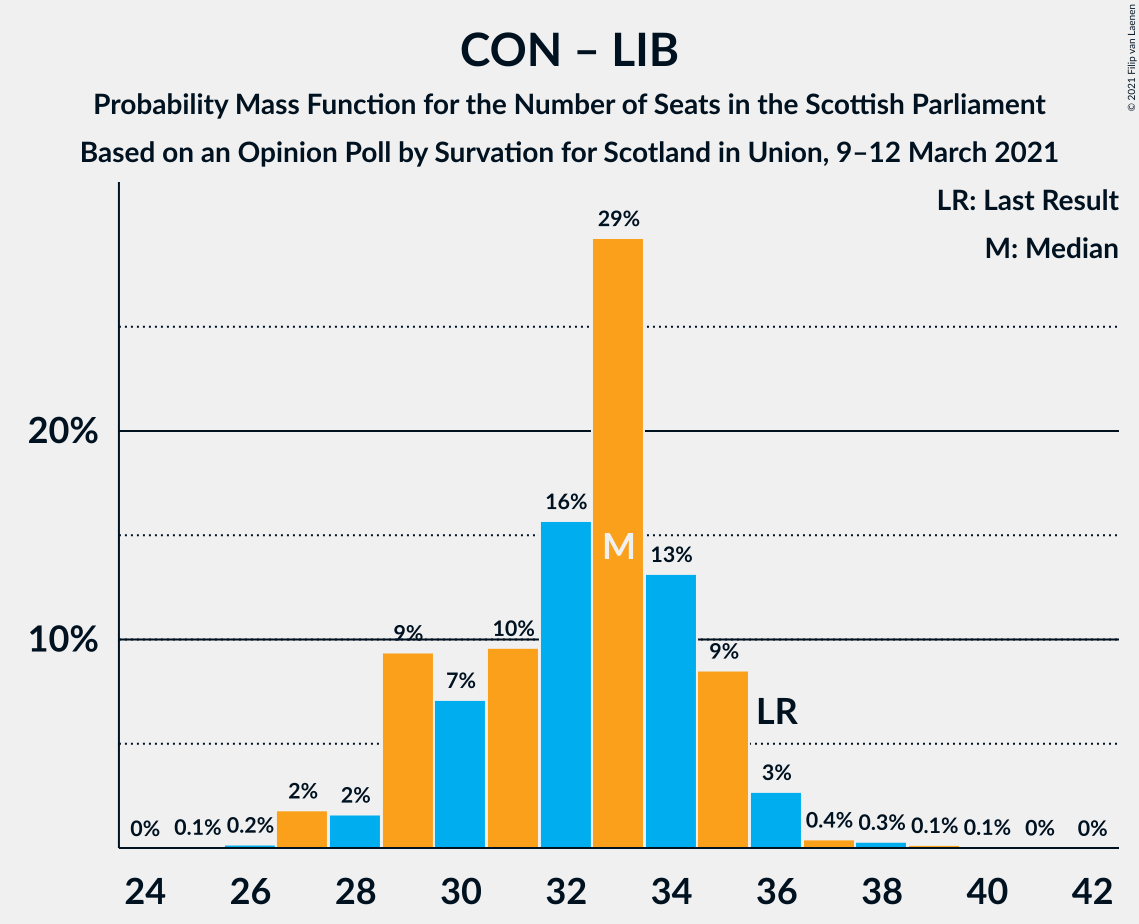 CON – LIB
Probability Mass Function for the Number of Seats in the Scottish Parliament
Based on an Opinion Poll by Survation for Scotland in Union, 9–12 March 2021
© 2021 Filip van Laenen
LR: Last Result
M: Median
20%
10%
0%
0.1%
0.2%
2%
2%
9%
7%
10%
16%
29%
M
13%
9%
LR
3%
0.4%
0.3%
0.1%
0.1%
0%
0%
24 26 28 30 32 34 36 38 40 42